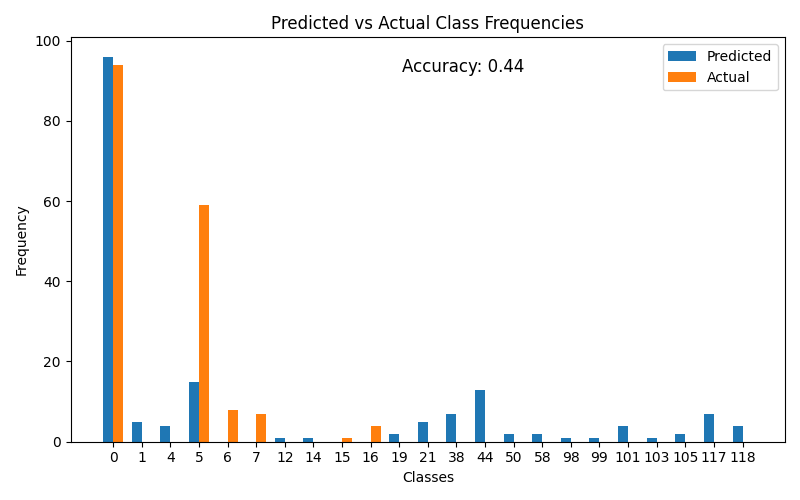 Predicted vs Actual Class Frequencies
Accuracy: 0.44
Predicted
Actual
100
80
60
40
20
0
Frequency
0 1 4 5 6 7 12 14 15 16 19 21 38 44 50 58 98 99 101 103 105 117 118
Classes